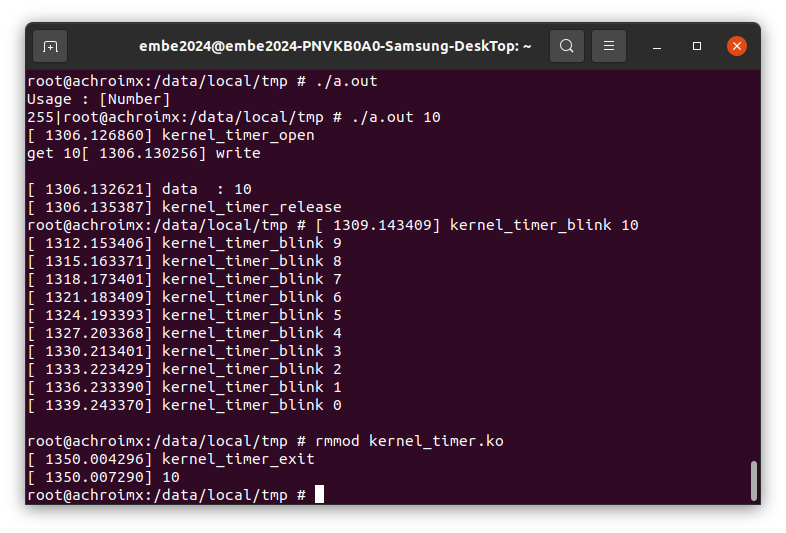 embe2024@embe2024-PNVKB0A0-Samsung-DeskTop: ~
root@achroimx:/data/local/tmp # ./a.out
Usage : [Number]
255|root@achroimx:/data/local/tmp # ./a.out 10
[ 1306.126860] kernel_timer_open
get 10[ 1306.130256] write
[ 1306.132621] data  : 10
[ 1306.135387] kernel_timer_release
root@achroimx:/data/local/tmp # [ 1309.143409] kernel_timer_blink 10
[ 1312.153406] kernel_timer_blink 9
[ 1315.163371] kernel_timer_blink 8
[ 1318.173401] kernel_timer_blink 7
[ 1321.183409] kernel_timer_blink 6
[ 1324.193393] kernel_timer_blink 5
[ 1327.203368] kernel_timer_blink 4
[ 1330.213401] kernel_timer_blink 3
[ 1333.223429] kernel_timer_blink 2
[ 1336.233390] kernel_timer_blink 1
[ 1339.243370] kernel_timer_blink 0
root@achroimx:/data/local/tmp # rmmod kernel_timer.ko
[ 1350.004296] kernel_timer_exit
[ 1350.007290] 10
root@achroimx:/data/local/tmp #